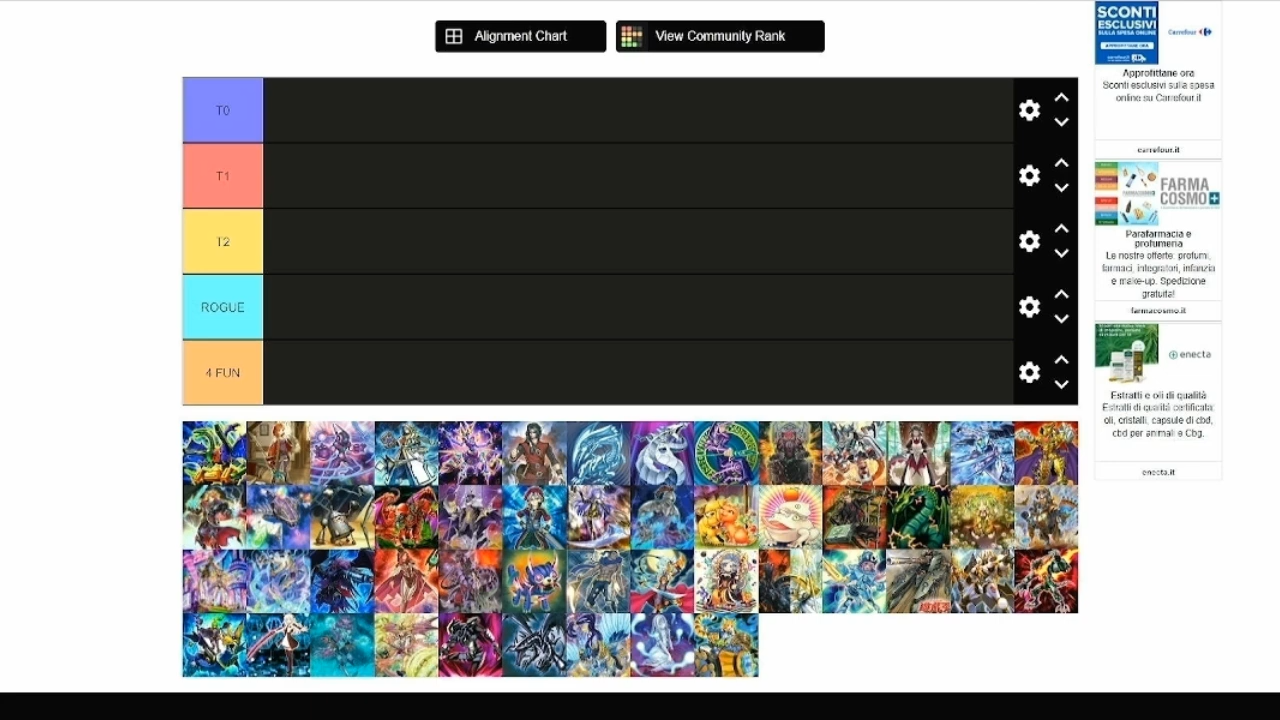 Alignment Chart
View Community Rank
T0
T1
T2
ROGUE
4 FUN
SCONTI
ESCLUSIVI
SULLA SPESA ONLINE
APPROFITTANE ORA
Carrefour
Approfittane ora
Sconti esclusivi sulla spesa
online su Carrefour.it
carrefour.it
FARMA
COSMO
Parafarmacia e
profumeria
Le nostre offerte: profumi,
farmaci, integratori, infanzia
e make-up. Spedizione
gratuita!
farmacosmo.it
enecta
Estratti e oli di qualità
Estratti di qualità certificata:
oli, cristalli, capsule di cbd,
cbd per animali e Cbg.
enecta.it